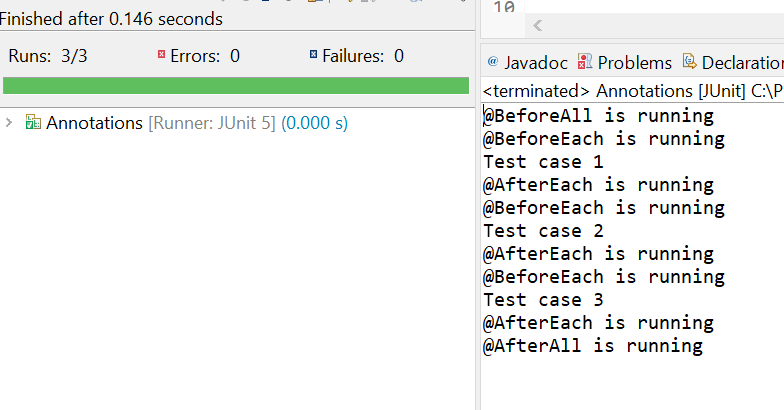 Finished after 0.146 seconds
Runs: 3/3 Errors: 0 Failures: 0
Annotations [Runner: JUnit 5] (0.000 s)
10
@ Javadoc Problems Declaration
<terminated> Annotations [JUnit] C:\P
@BeforeAll is running
@BeforeEach is running
Test case 1
@AfterEach is running
@BeforeEach is running
Test case 2
@AfterEach is running
@BeforeEach is running
Test case 3
@AfterEach is running
@AfterAll is running